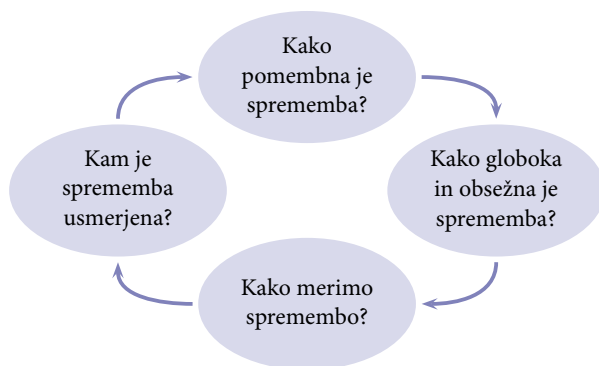 Kako
pomembna je
sprememba?
Kam je
sprememba
usmerjena?
Kako globoka
in obsežna je
sprememba?
Kako merimo
spremembo?